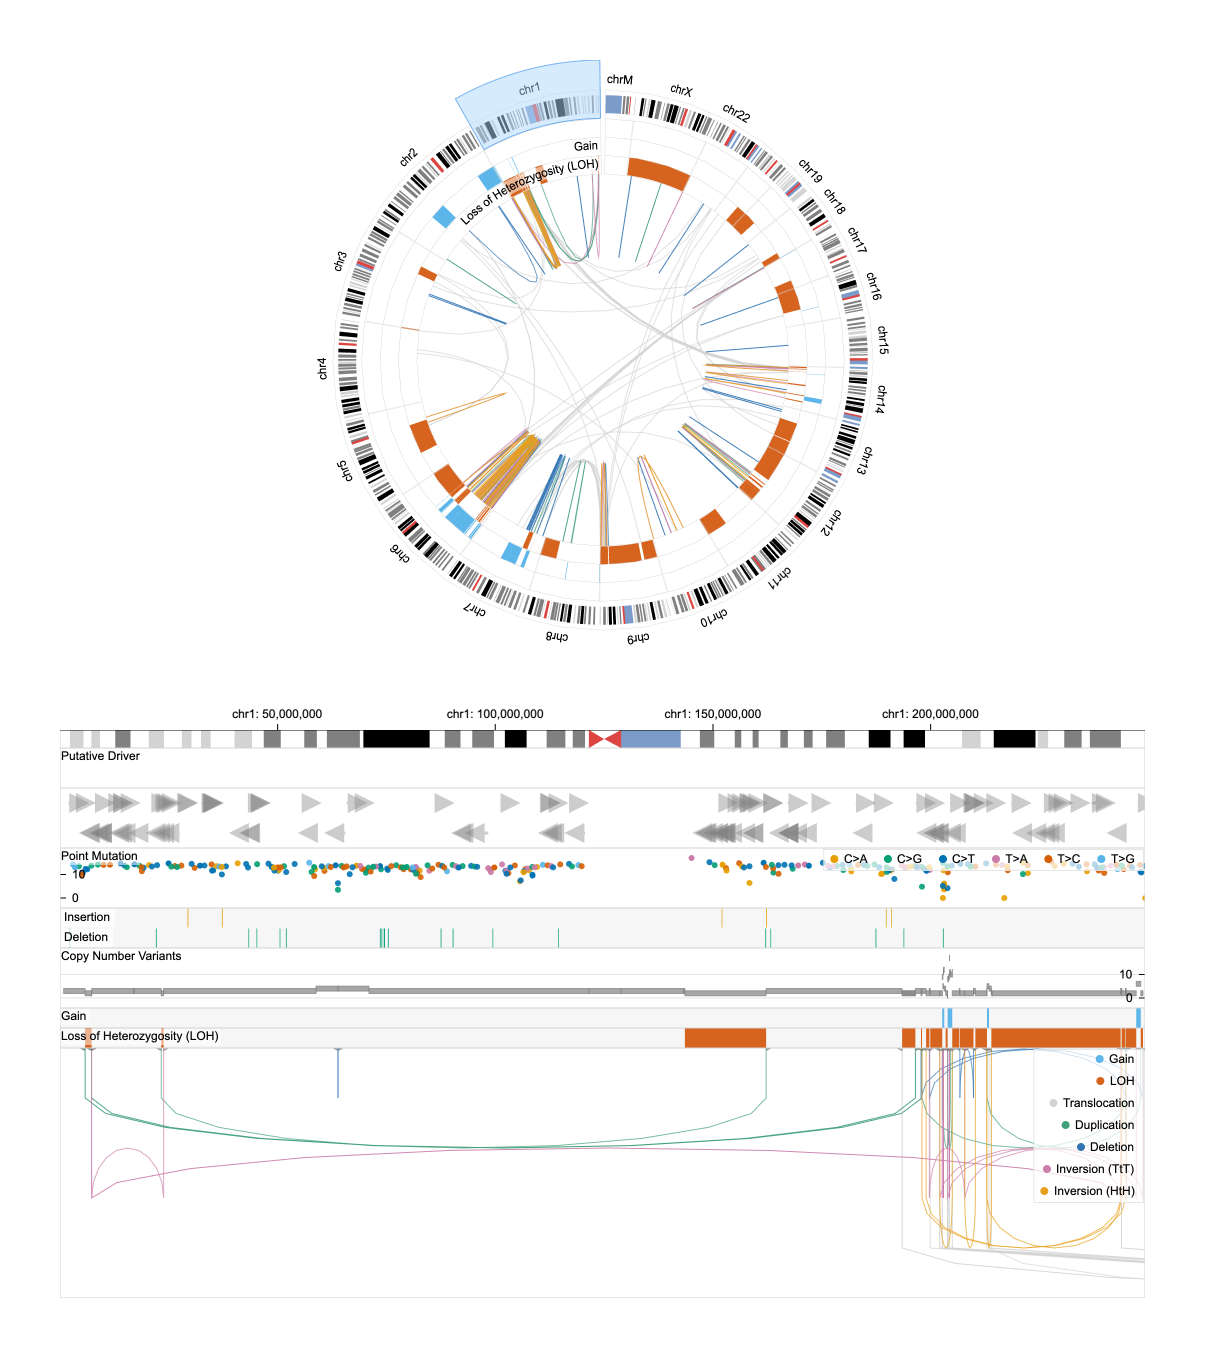 chr1
chrM
chrX
chr22
chr19
chr18
chr17
chr16
chr15
chr14
chr13
chr12
chr11
chr10
chr9
chr8
chr7
chr6
chr5
chr4
chr3
chr2
Gain
Loss of Heterozygosity (LOH)
chr1: 50,000,000 chr1: 100,000,000 chr1: 150,000,000 chr1: 200,000,000
Putative Driver
Point Mutation
C>A C>G C>T T>A T>C T>G
10
0
Insertion
Deletion
Copy Number Variants
10
0
Gain
Loss of Heterozygosity (LOH)
Gain
LOH
Translocation
Duplication
Deletion
Inversion (TtT)
Inversion (HtH)